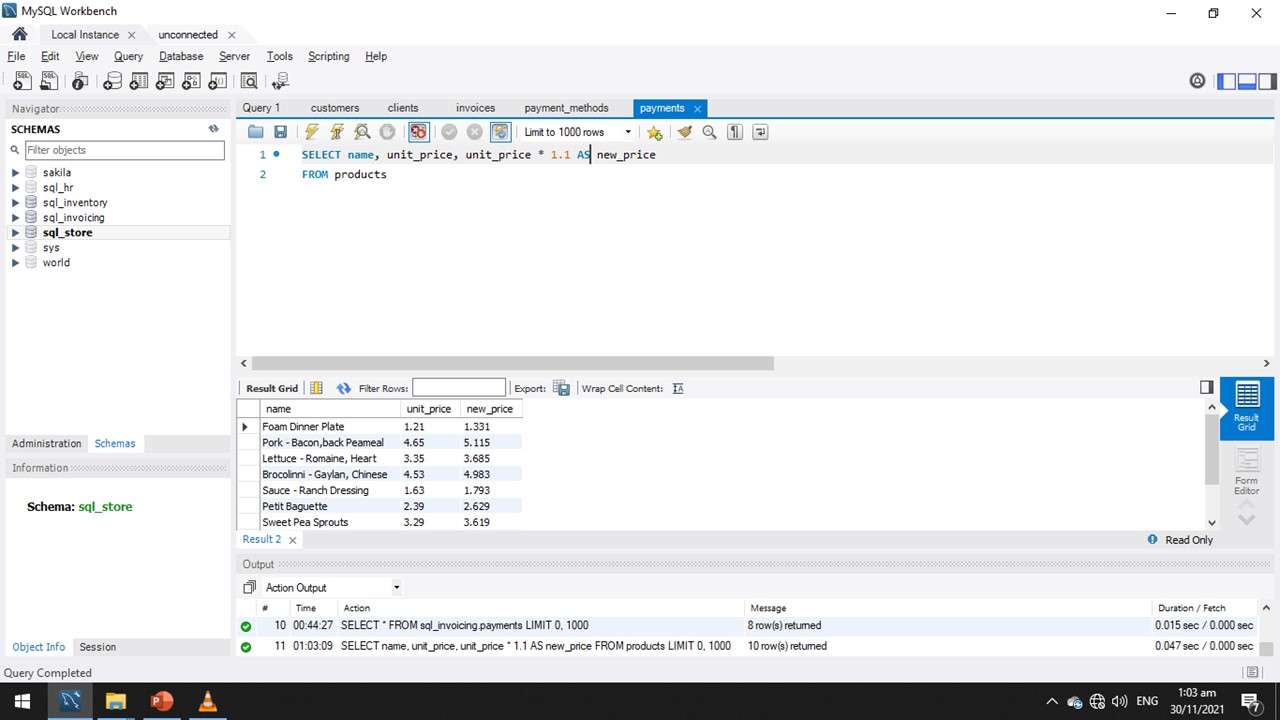 MySQL Workbench
Local Instance unconnected
File Edit View Query Database Server Tools Scripting Help
Navigator
SCHEMAS
Filter objects
sakila
sql_hr
sql_inventory
sql_invoicing
sql_store
sys
world
Administration Schemas
Information
Schema: sql_store
Object Info Session
Query 1 customers clients invoices payment_methods payments
Limit to 1000 rows
1 SELECT name, unit_price, unit_price * 1.1 AS new_price
2 FROM products
Result Grid Filter Rows: Export: Wrap Cell Content:
name unit_price new_price
Foam Dinner Plate 1.21 1.331
Pork - Bacon,back Peameal 4.65 5.115
Lettuce - Romaine, Heart 3.35 3.685
Brocolinni - Gaylan, Chinese 4.53 4.983
Sauce - Ranch Dressing 1.63 1.793
Petit Baguette 2.39 2.629
Sweet Pea Sprouts 3.29 3.619
Result
Grid
Form
Editor
Result 2 Read Only
Output
Action Output
# Time Action Message Duration / Fetch
10 00:44:27 SELECT * FROM sql_invoicing.payments LIMIT 0, 1000 8 row(s) returned 0.015 sec / 0.000 sec
11 01:03:09 SELECT name, unit_price, unit_price * 1.1 AS new_price FROM products LIMIT 0, 1000 10 row(s) returned 0.047 sec / 0.000 sec
Query Completed
ENG
1:03 am
30/11/2021
7